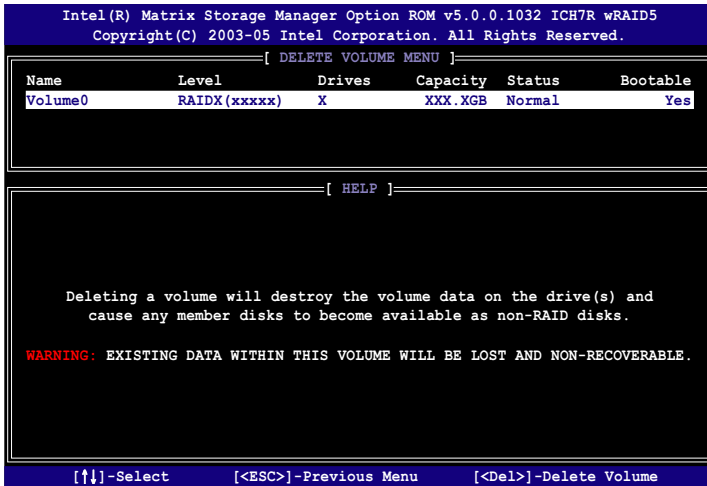 Intel(R) Matrix Storage Manager Option ROM v5.0.0.1032 ICH7R wRAID5
Copyright(C) 2003-05 Intel Corporation. All Rights Reserved.
[ DELETE VOLUME MENU ]
Name Level Drives Capacity Status Bootable
Volume0 RAIDX(xxxxx) X XXX.XGB Normal Yes
[ HELP ]
Deleting a volume will destroy the volume data on the drive(s) and
cause any member disks to become available as non-RAID disks.
WARNING: EXISTING DATA WITHIN THIS VOLUME WILL BE LOST AND NON-RECOVERABLE.
[↑↓]-Select [<ESC>]-Previous Menu [<Del>]-Delete Volume